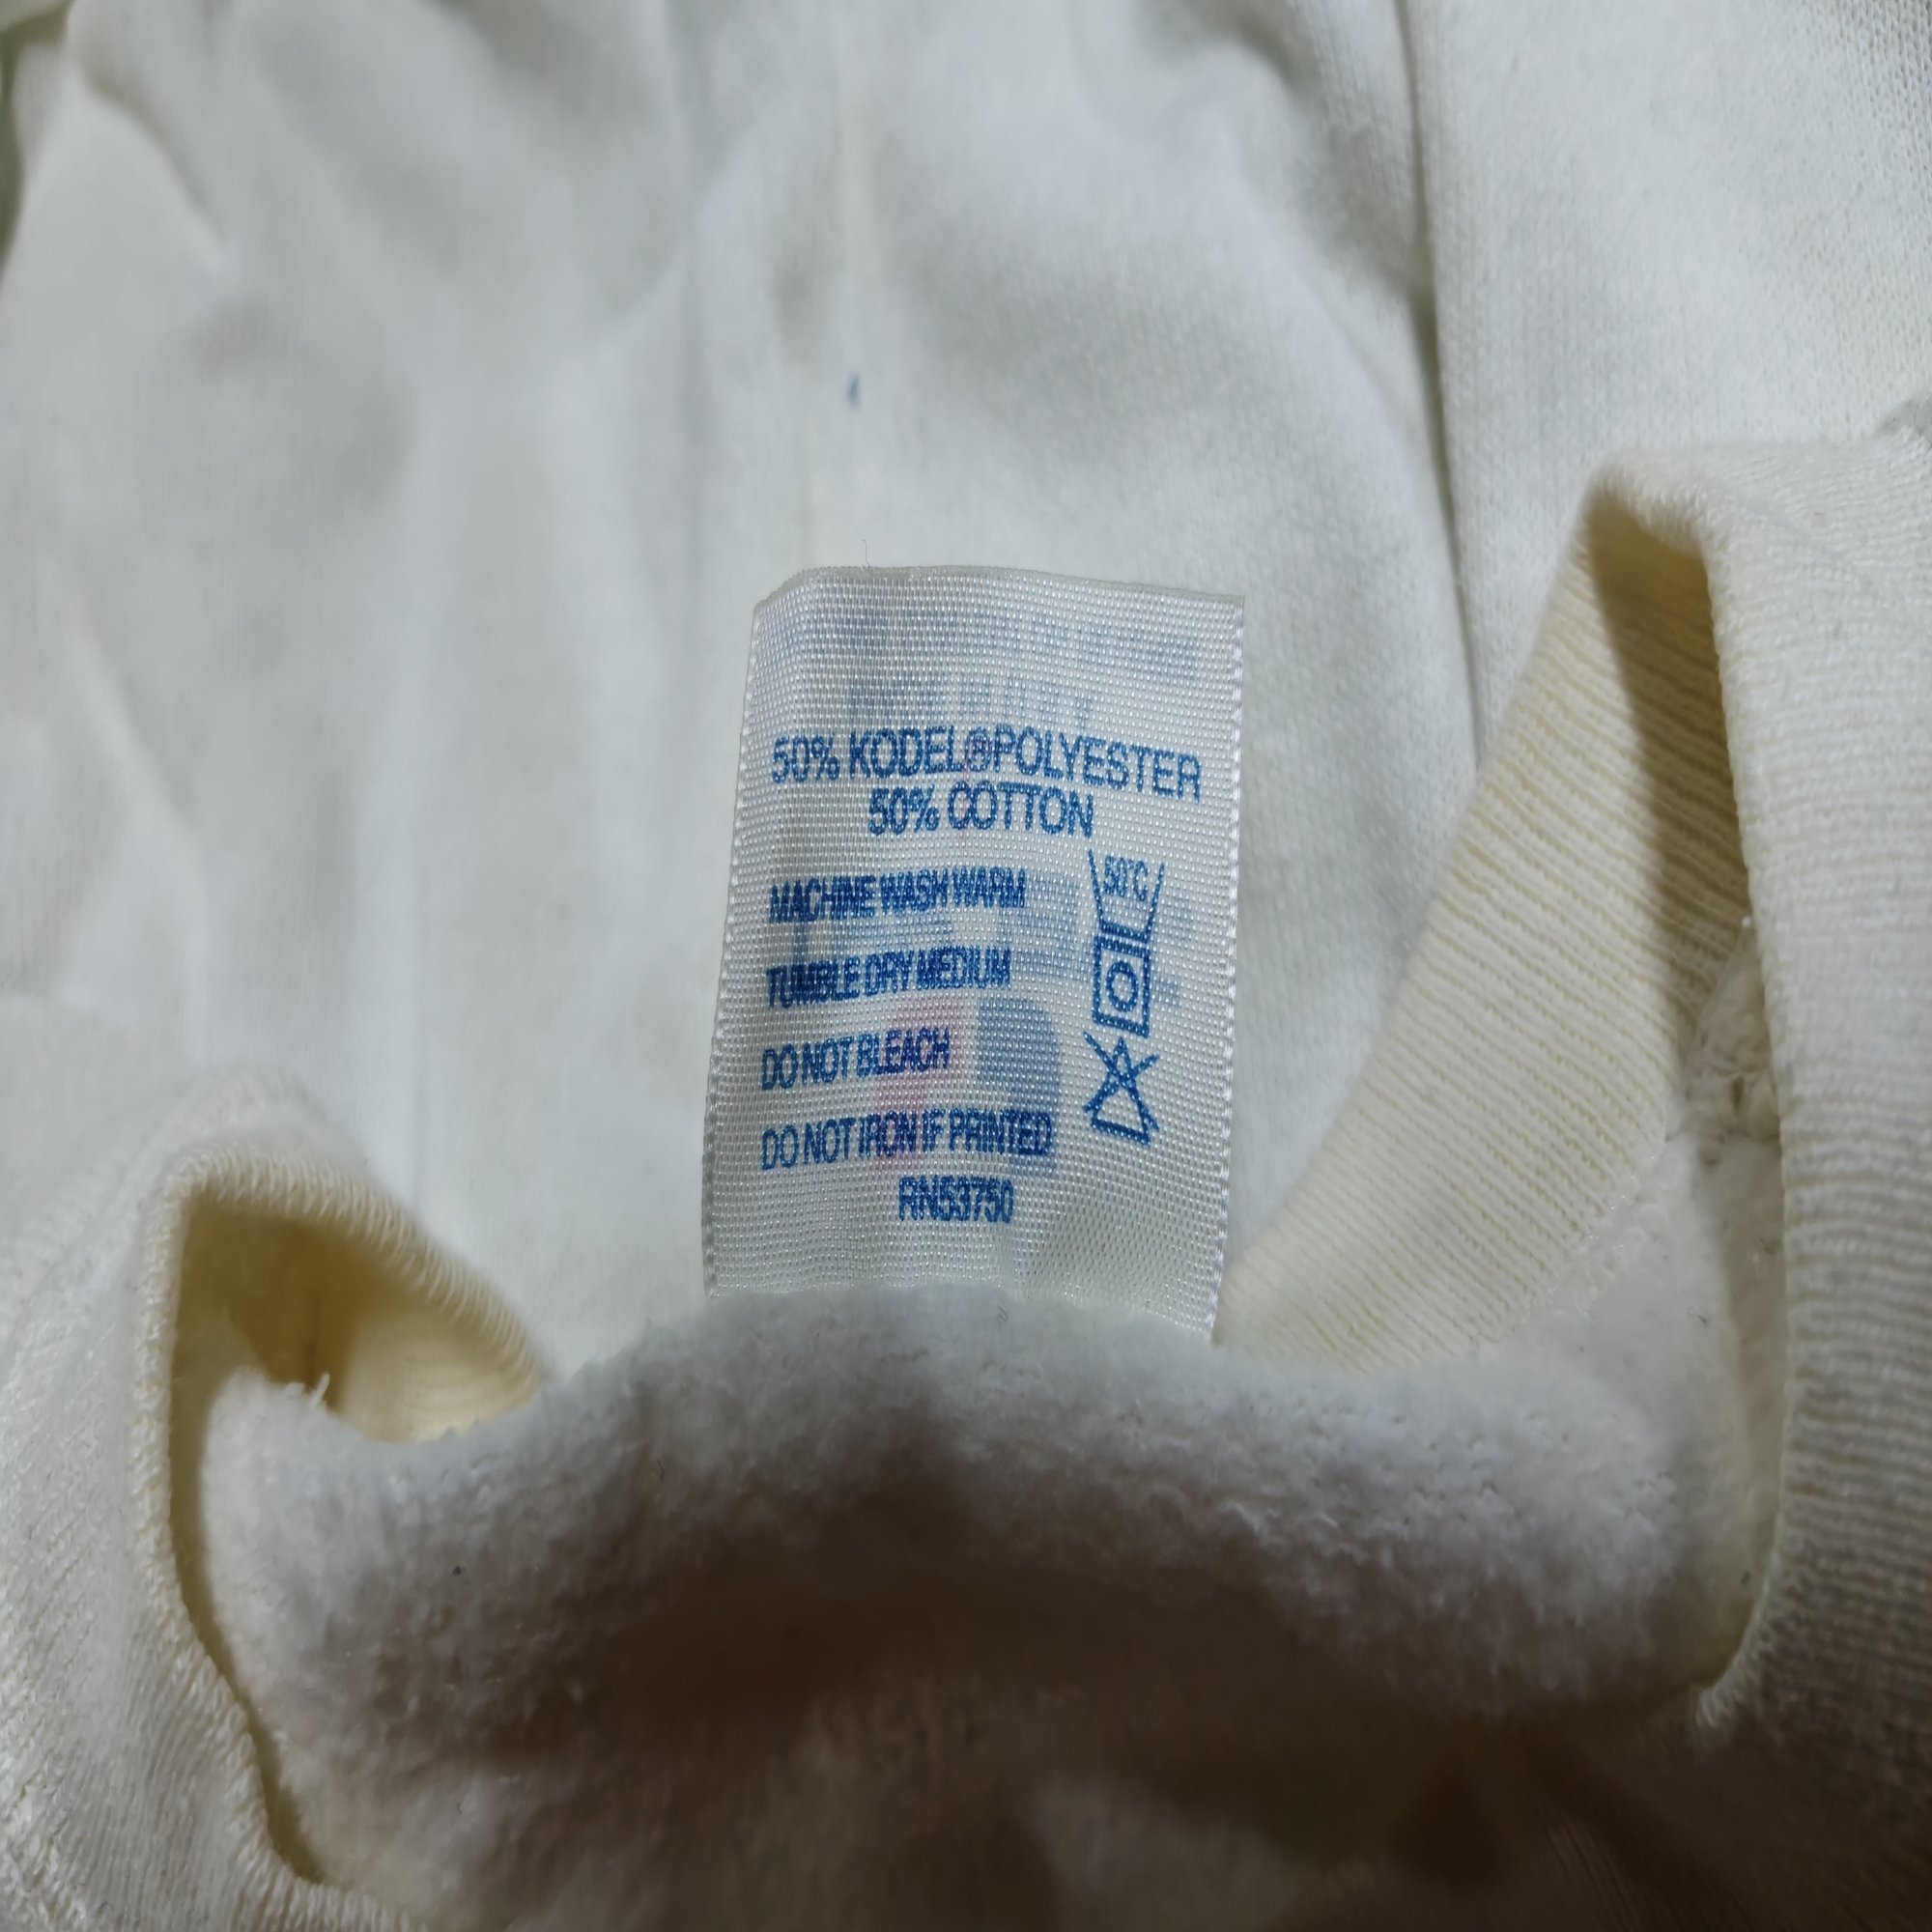 50% KODEL®POLYESTER
50% COTTON
MACHINE WASH WARM
50°C
TUMBLE DRY MEDIUM
DO NOT BLEACH
DO NOT IRON IF PRINTED
RN53750